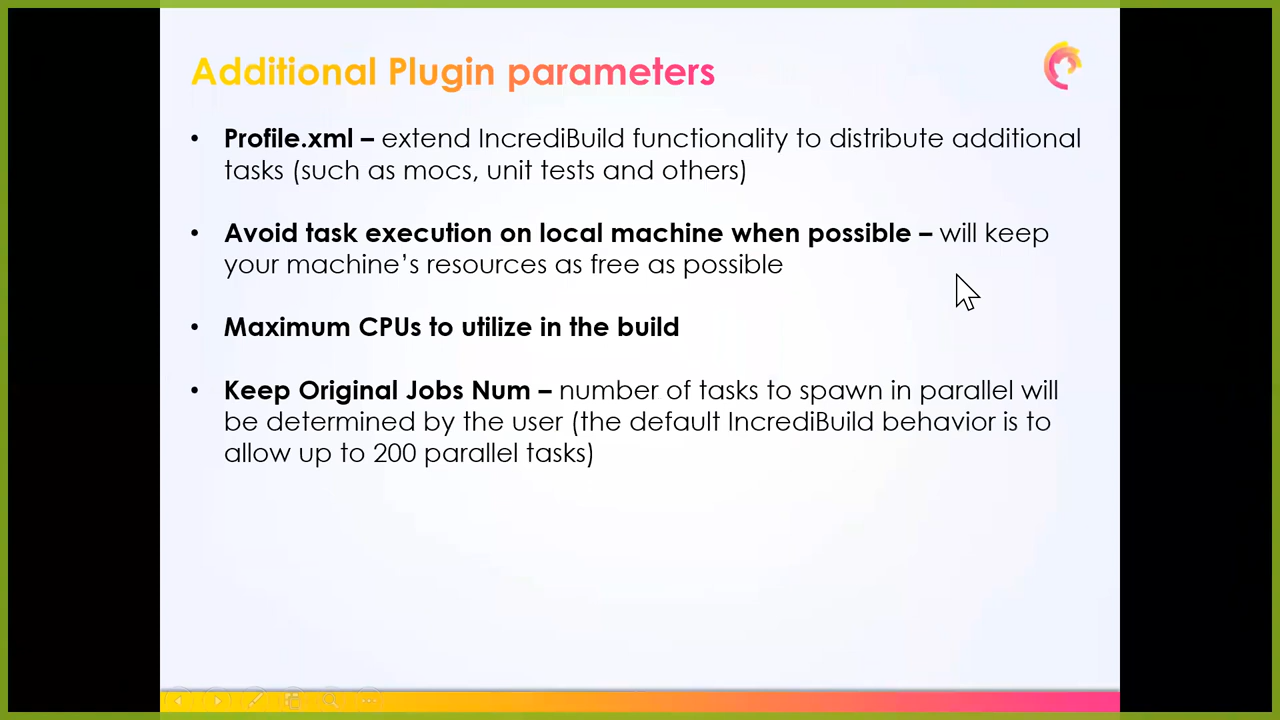 Additional Plugin parameters
• Profile.xml – extend IncrediBuild functionality to distribute additional
tasks (such as mocs, unit tests and others)
• Avoid task execution on local machine when possible – will keep
your machine's resources as free as possible
• Maximum CPUs to utilize in the build
• Keep Original Jobs Num – number of tasks to spawn in parallel will
be determined by the user (the default IncrediBuild behavior is to
allow up to 200 parallel tasks)